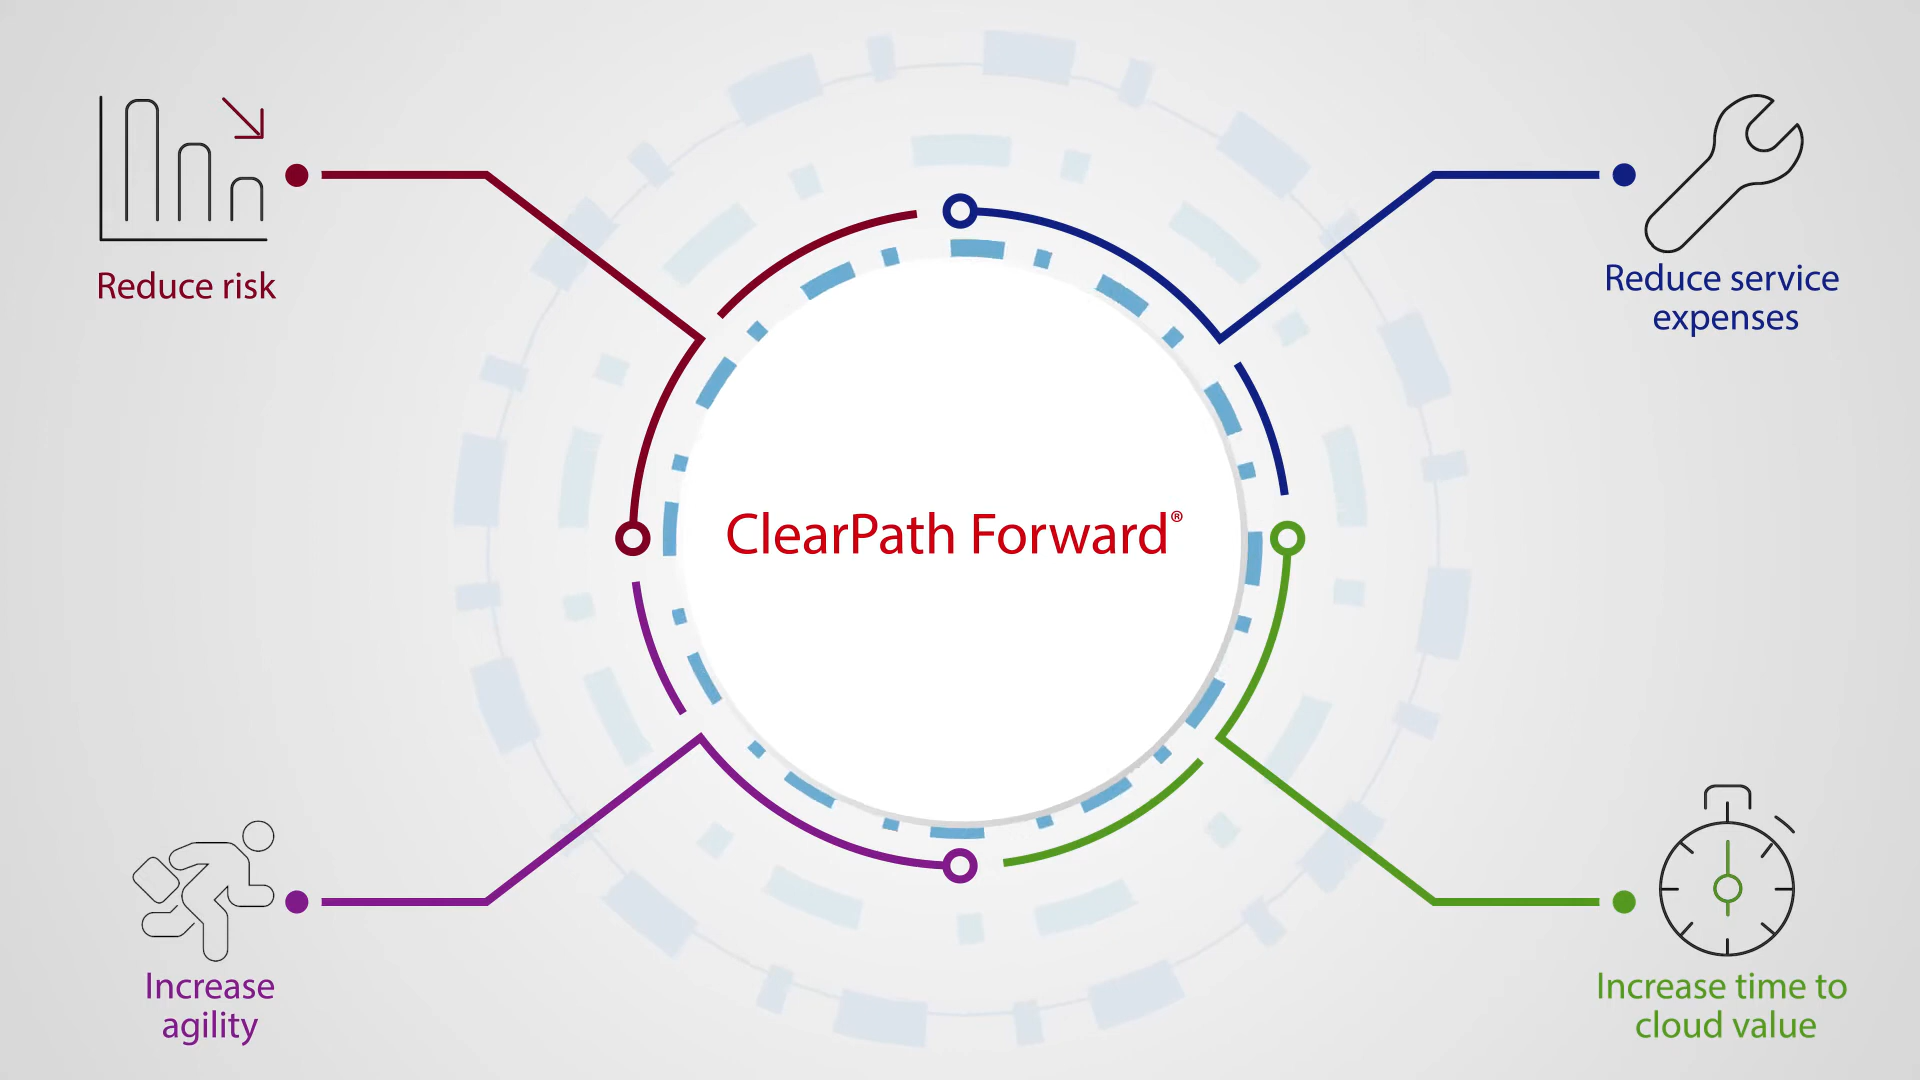 Reduce risk
Reduce service
expenses
ClearPath Forward®
Increase
agility
Increase time to
cloud value